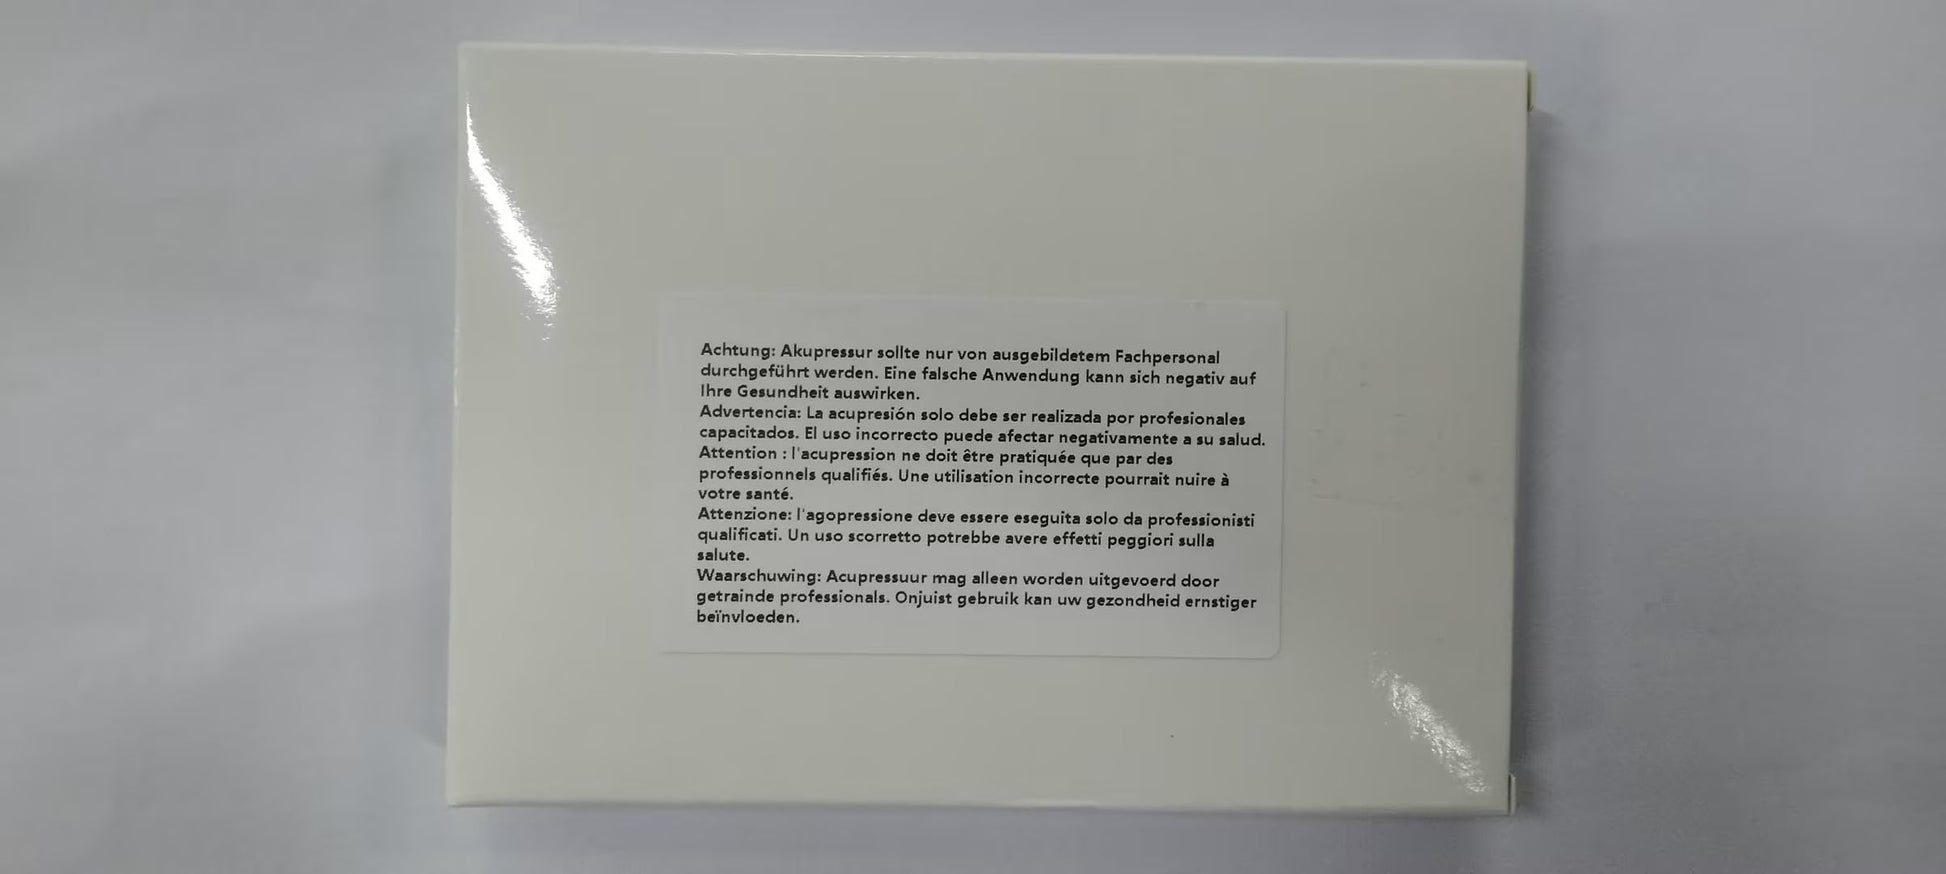 Achtung: Akupressur sollte nur von ausgebildetem Fachpersonal
durchgeführt werden. Eine falsche Anwendung kann sich negativ auf
Ihre Gesundheit auswirken.
Advertencia: La acupresión solo debe ser realizada por profesionales
capacitados. El uso incorrecto puede afectar negativamente a su salud.
Attention : l'acupression ne doit être pratiquée que par des
professionnels qualifiés. Une utilisation incorrecte pourrait nuire à
votre santé.
Attenzione: l'agopressione deve essere eseguita solo da professionisti
qualificati. Un uso scorretto potrebbe avere effetti peggiori sulla
salute.
Waarschuwing: Acupressuur mag alleen worden uitgevoerd door
getrainde professionals. Onjuist gebruik kan uw gezondheid ernstiger
beïnvloeden.